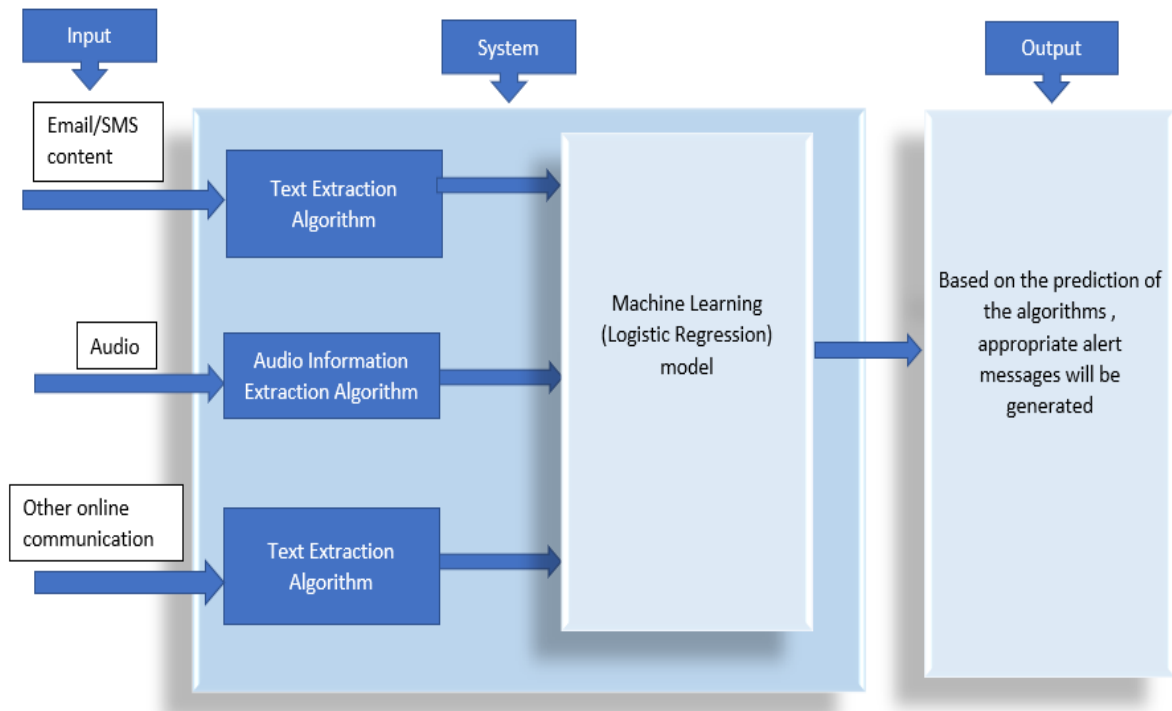 Input
System
Output
Email/SMS
content
Text Extraction
Algorithm
Audio
Audio Information
Extraction Algorithm
Other online
communication
Text Extraction
Algorithm
Machine Learning
(Logistic Regression)
model
Based on the prediction of
the algorithms ,
appropriate alert
messages will be
generated